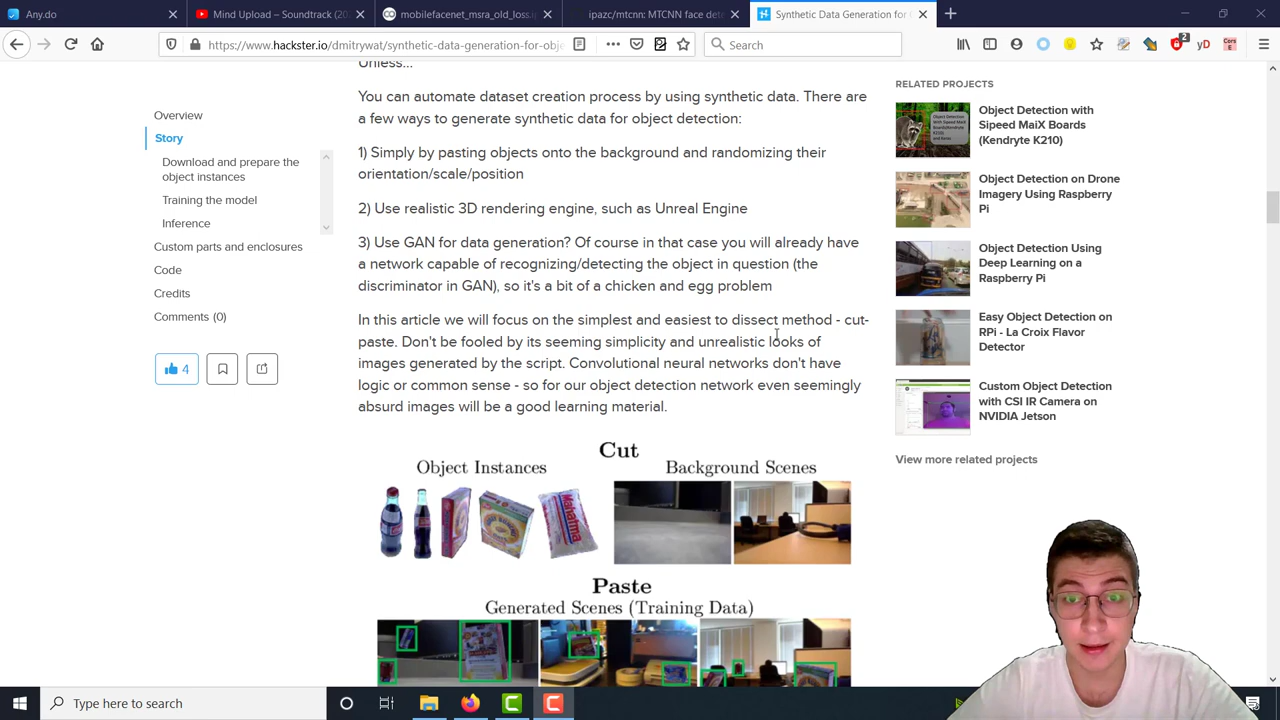 Any.do
d Upload – Soundtrack (20
mobilefacenet_msra_old_loss.ip
ipazc/mtcnn: MTCNN face dete
Synthetic Data Generation for O
https://www.hackster.io/dmitrywat/synthetic-data-generation-for-obje
Search
2
yD
Unless...
You can automate dataset creation process by using synthetic data. There are
a few ways to generate synthetic data for object detection:
1) Simply by pasting objects onto the background and randomizing their
orientation/scale/position
2) Use realistic 3D rendering engine, such as Unreal Engine
3) Use GAN for data generation? Of course in that case you will already have
a network capable of recognizing/detecting the object in question (the
discriminator in GAN), so it's a bit of a chicken and egg problem
In this article we will focus on the simplest and easiest to dissect method - cut-
paste. Don't be fooled by its seeming simplicity and unrealistic looks of
images generated by the script. Convolutional neural networks don't have
logic or common sense - so for our object detection network even seemingly
absurd images will be a good learning material.
Cut
Object Instances
Background Scenes
Paste
Generated Scenes (Training Data)
Overview
Story
Download and prepare the
object instances
Training the model
Inference
Custom parts and enclosures
Code
Credits
Comments (0)
4
RELATED PROJECTS
Object Detection with
Sipeed MaiX Boards
(Kendryte K210)
Object Detection on Drone
Imagery Using Raspberry
Pi
Object Detection Using
Deep Learning on a
Raspberry Pi
Easy Object Detection on
RPi - La Croix Flavor
Detector
Custom Object Detection
with CSI IR Camera on
NVIDIA Jetson
View more related projects
Type here to search